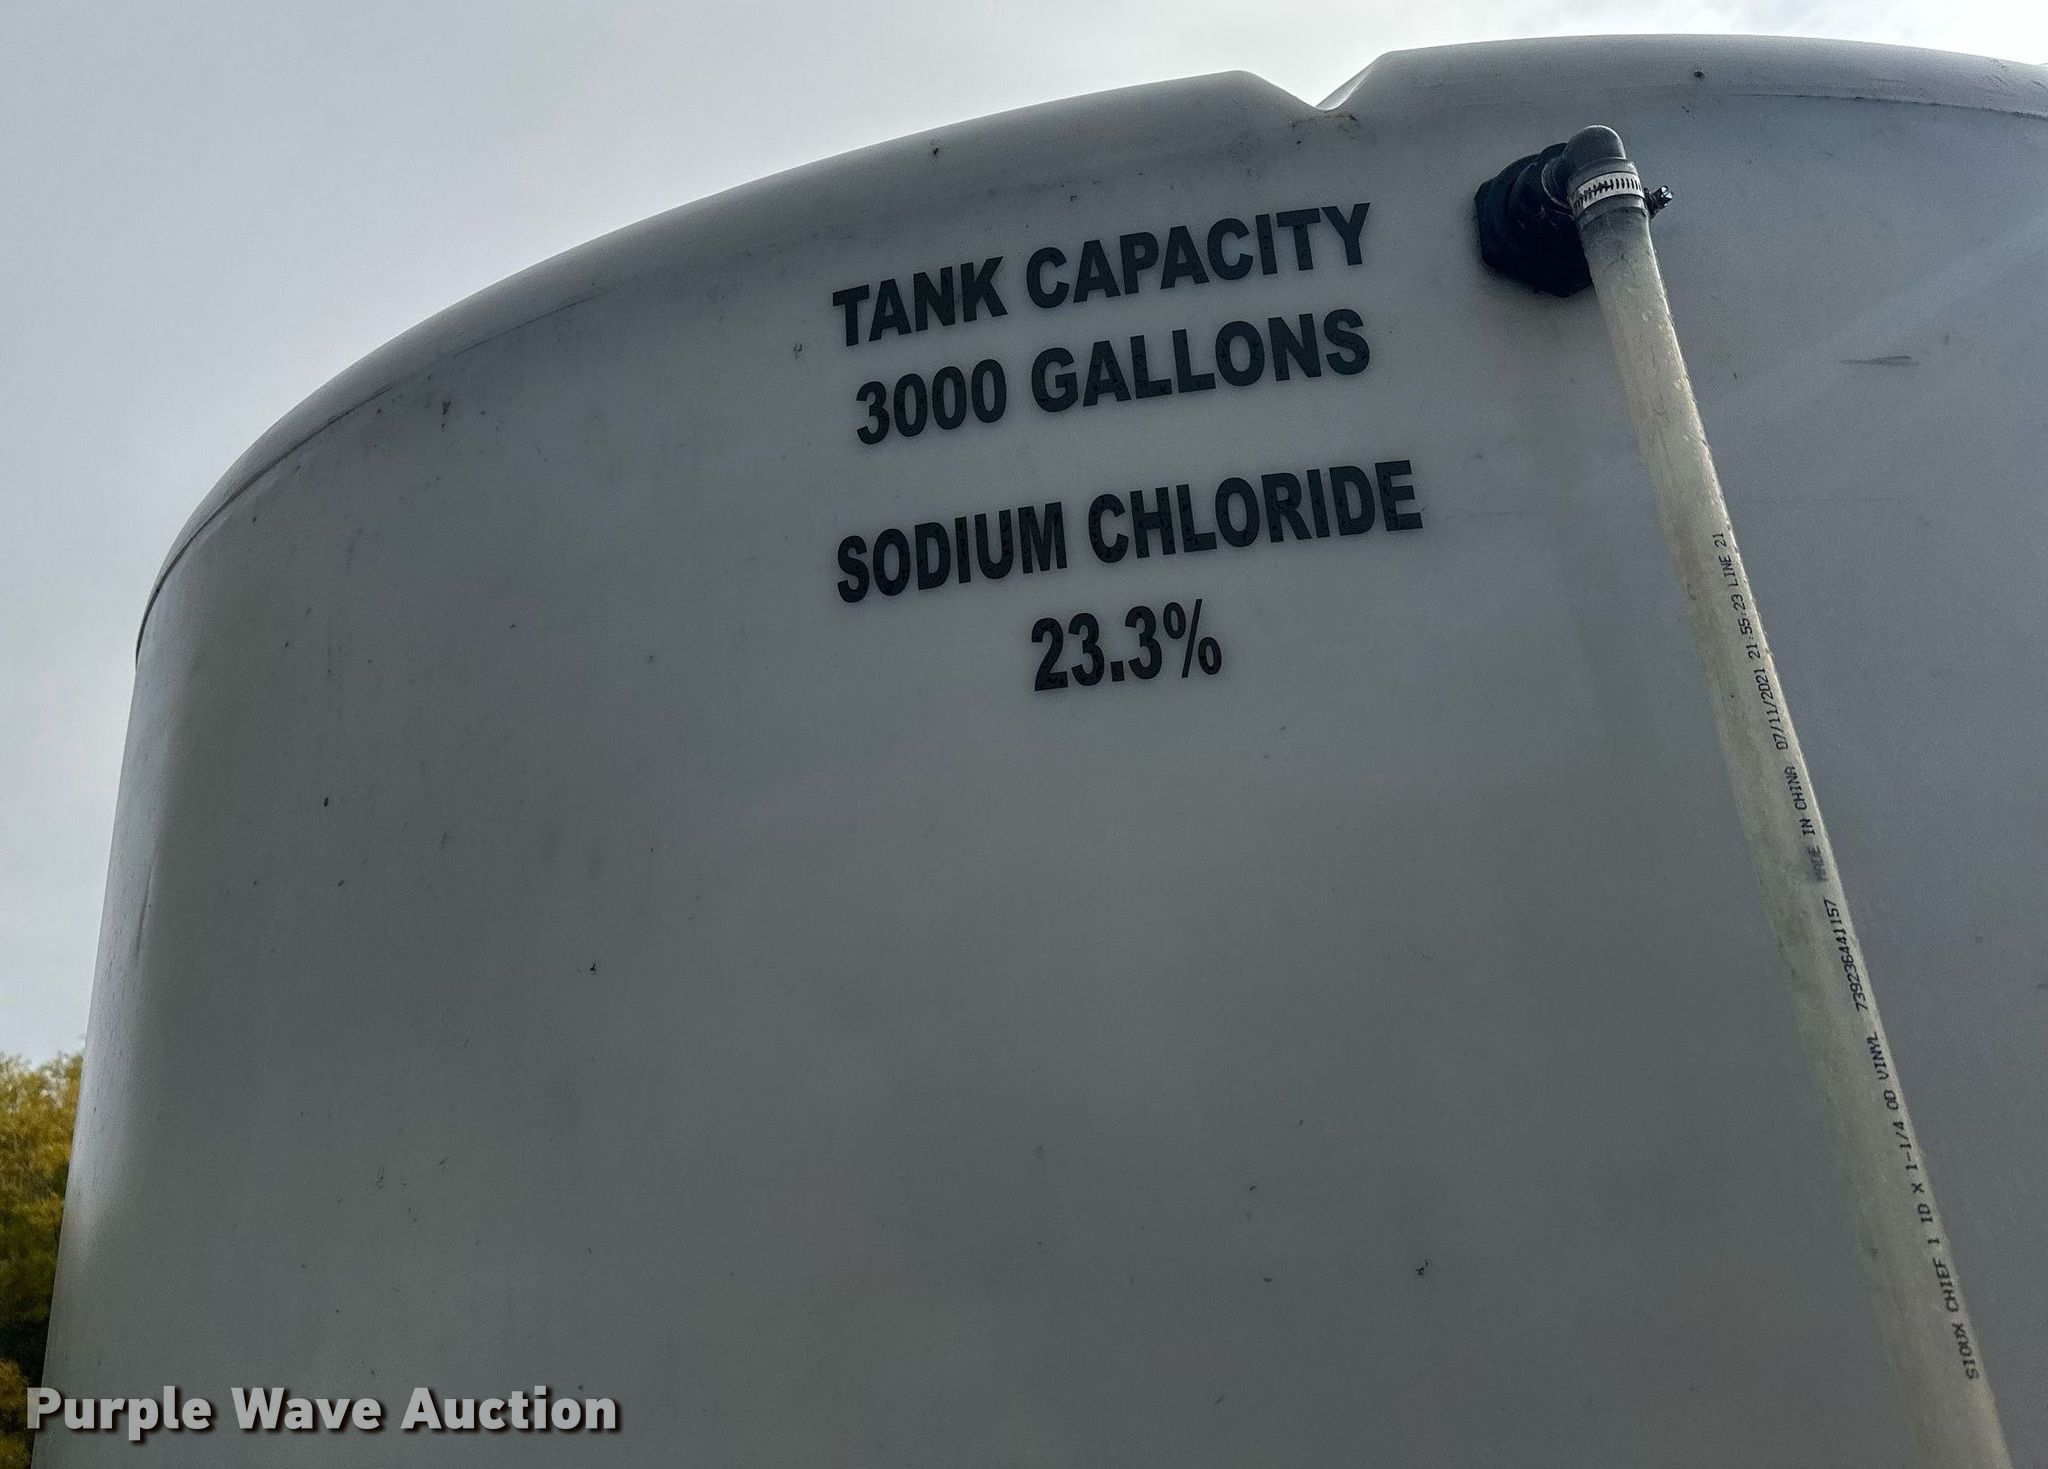 TANK CAPACITY
3000 GALLONS
SODIUM CHLORIDE
23.3%
SIOUX CHIEF 1 ID X 1-1/4 OD VINYL 739236441157 MADE IN CHINA 07/11/2021 21:55:23 LINE 21
Purple Wave Auction